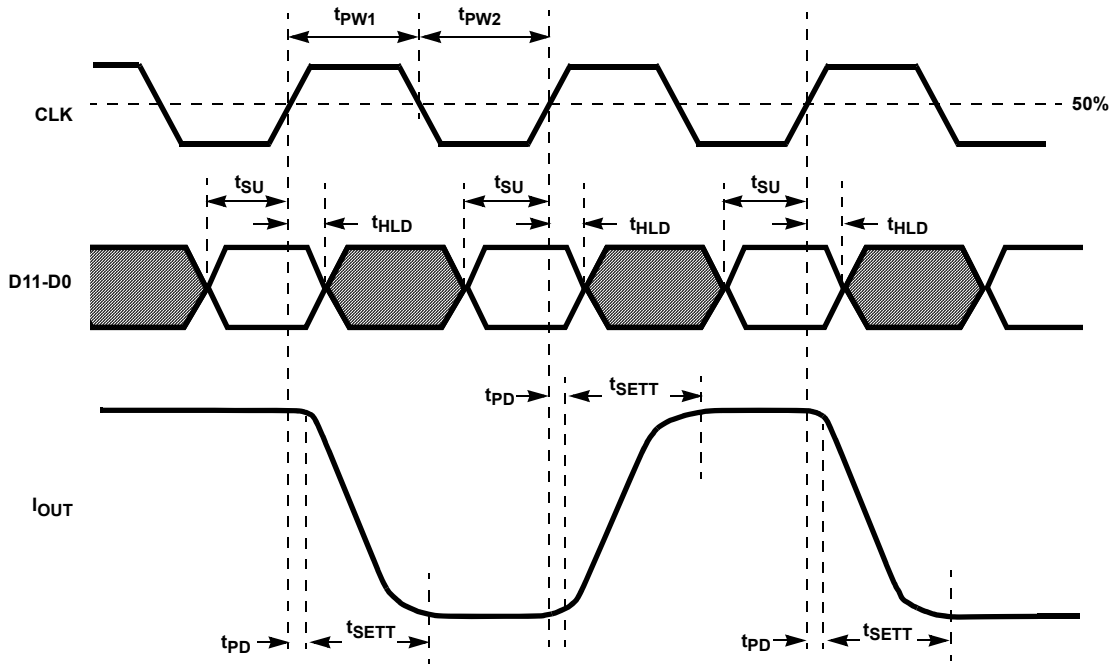 tPW1 tPW2
CLK
50%
tSU tSU tSU
tHLD tHLD tHLD
D11-D0
tPD tSETT
IOUT
tPD tSETT tPD tSETT